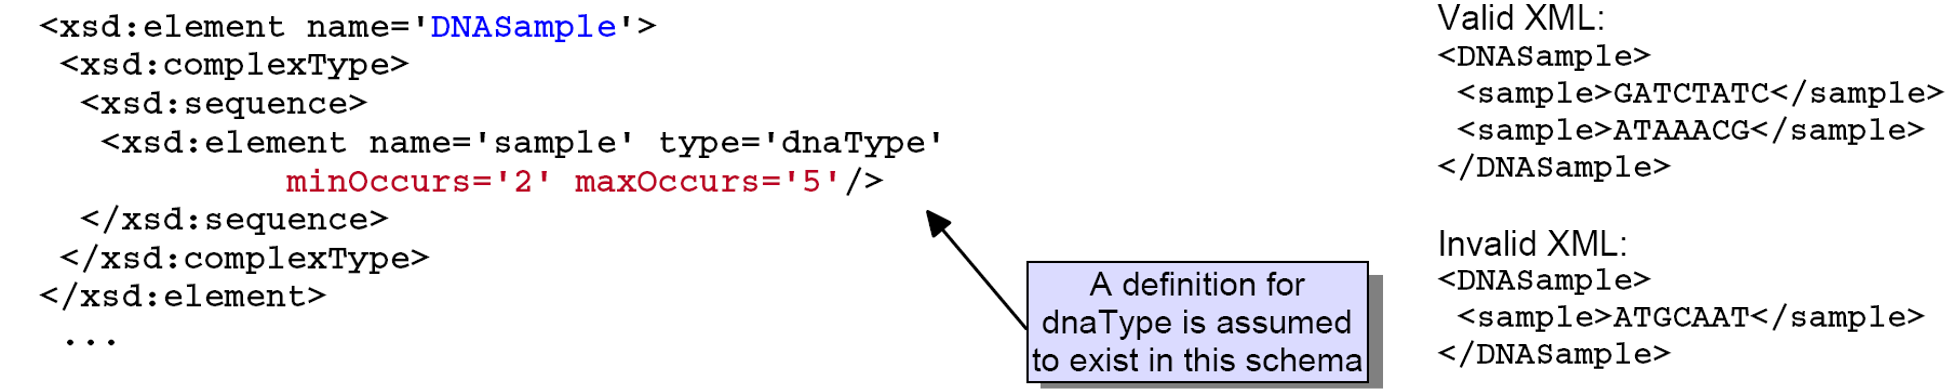 <xsd:element name='DNASample'>
<xsd:complexType>
<xsd:sequence>
<xsd:element name='sample' type='dnaType'
minOccurs='2' maxOccurs='5'/>
</xsd:sequence>
</xsd:complexType>
</xsd:element>
...
A definition for
dnaType is assumed
to exist in this schema
Valid XML:
<DNASample>
<sample>GATCTATC</sample>
<sample>ATAAACG</sample>
</DNASample>
Invalid XML:
<DNASample>
<sample>ATGCAAT</sample>
</DNASample>